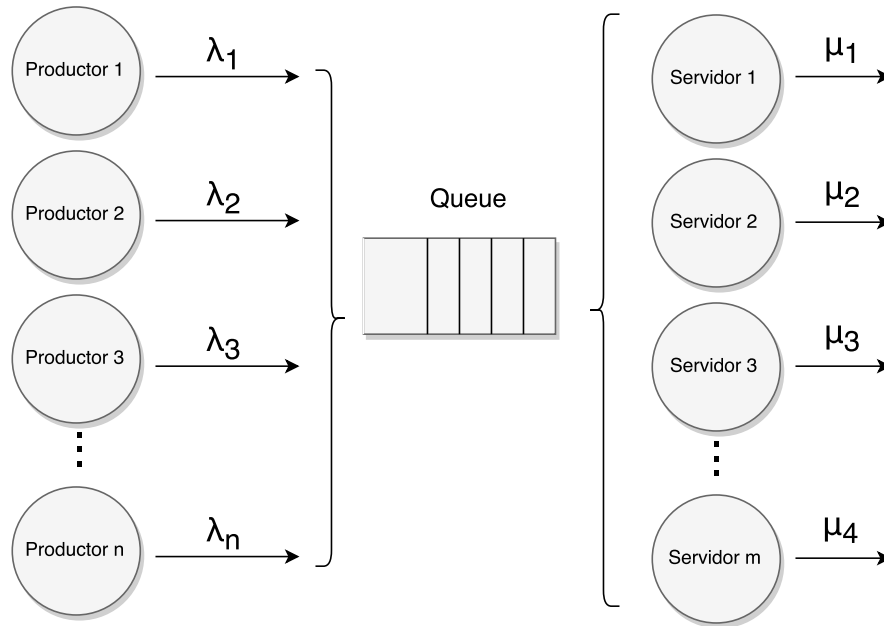 Productor 1
λ1
Productor 2
λ2
Productor 3
λ3
Productor n
λn
Queue
Servidor 1
μ1
Servidor 2
μ2
Servidor 3
μ3
Servidor m
μ4